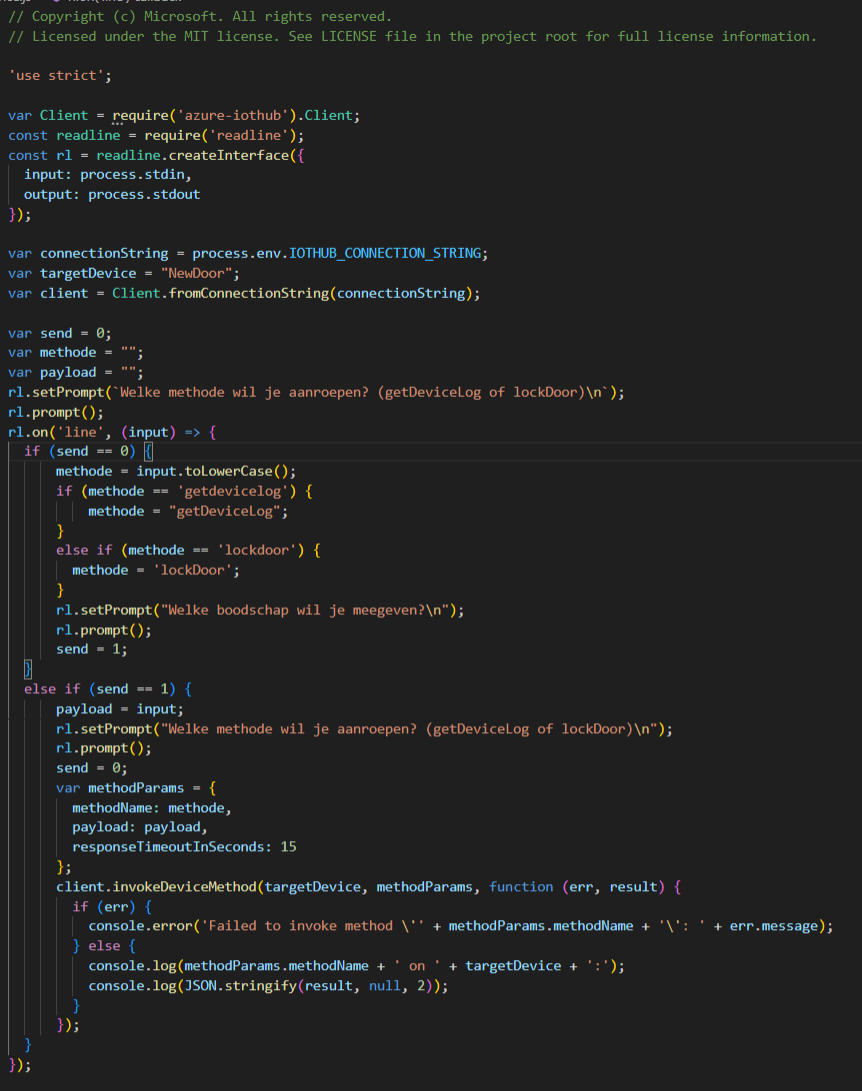 // Copyright (c) Microsoft. All rights reserved.
// Licensed under the MIT license. See LICENSE file in the project root for full license information.
'use strict';
var Client = require('azure-iothub').Client;
const readline = require('readline');
const rl = readline.createInterface({
input: process.stdin,
output: process.stdout
});
var connectionString = process.env.IOTHUB_CONNECTION_STRING;
var targetDevice = "NewDoor";
var client = Client.fromConnectionString(connectionString);
var send = 0;
var methode = "";
var payload = "";
rl.setPrompt(`Welke methode wil je aanroepen? (getDeviceLog of lockDoor)\n`);
rl.prompt();
rl.on('line', (input) => {
if (send == 0) {
methode = input.toLowerCase();
if (methode == 'getdevicelog') {
methode = "getDeviceLog";
}
else if (methode == 'lockdoor') {
methode = 'lockDoor';
}
rl.setPrompt("Welke boodschap wil je meegeven?\n");
rl.prompt();
send = 1;
}
else if (send == 1) {
payload = input;
rl.setPrompt("Welke methode wil je aanroepen? (getDeviceLog of lockDoor)\n");
rl.prompt();
send = 0;
var methodParams = {
methodName: methode,
payload: payload,
responseTimeoutInSeconds: 15
};
client.invokeDeviceMethod(targetDevice, methodParams, function (err, result) {
if (err) {
console.error('Failed to invoke method \'' + methodParams.methodName + '\': ' + err.message);
} else {
console.log(methodParams.methodName + ' on ' + targetDevice + ':');
console.log(JSON.stringify(result, null, 2));
}
});
}
});